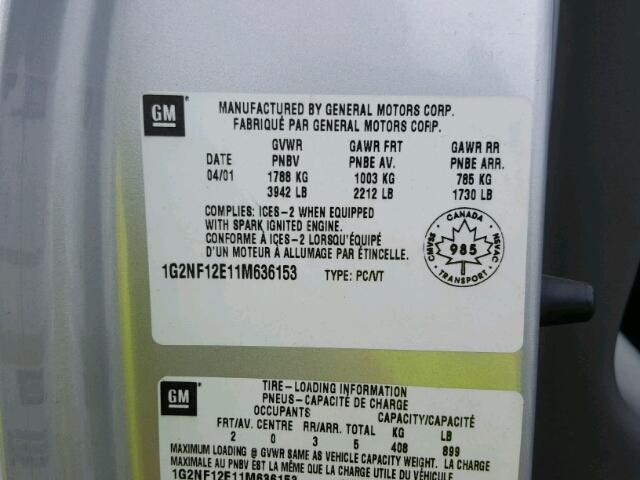 GM
MANUFACTURED BY GENERAL MOTORS CORP.
FABRIQUÉ PAR GENERAL MOTORS CORP.
GVWR GAWR FRT GAWR RR
DATE PNBV PNBE AV. PNBE ARR.
04/01 1788 KG 1003 KG 785 KG
3942 LB 2212 LB 1730 LB
COMPLIES: ICES-2 WHEN EQUIPPED
WITH SPARK IGNITED ENGINE.
CONFORME À ICES-2 LORSQU'ÉQUIPÉ
D'UN MOTEUR À ALLUMAGE PAR ÉTINCELLE.
1G2NF12E11M636153 TYPE: PC/VT
CANADA
CMVSS 985 NSVAC
TRANSPORT
GM
TIRE-LOADING INFORMATION
PNEUS-CAPACITÉ DE CHARGE
OCCUPANTS CAPACITY/CAPACITÉ
FRT/AV. CENTRE RR/ARR. TOTAL KG LB
2 0 3 5 408 899
MAXIMUM LOADING @ GVWR SAME AS VEHICLE CAPACITY WEIGHT. LA CHARGE
MAXIMALE AU PNBV EST LA MÊME QUE LA CHARGE UTILE DU VÉHICULE
1G2NF12E11M636153